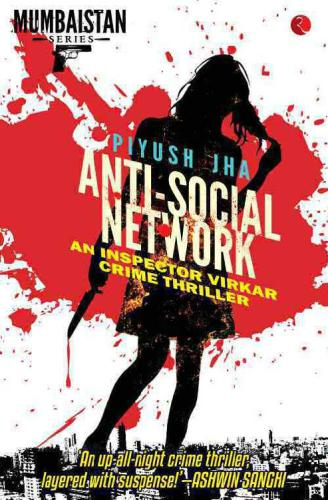 MUMBAISTAN
SERIES
R
PIYUSH JHA
ANTI-SOCIAL
NETWORK
AN INSPECTOR VIRKAR
CRIME THRILLER
An up-all-night crime thriller,
layered with suspense!' —ASHWIN SANGHI